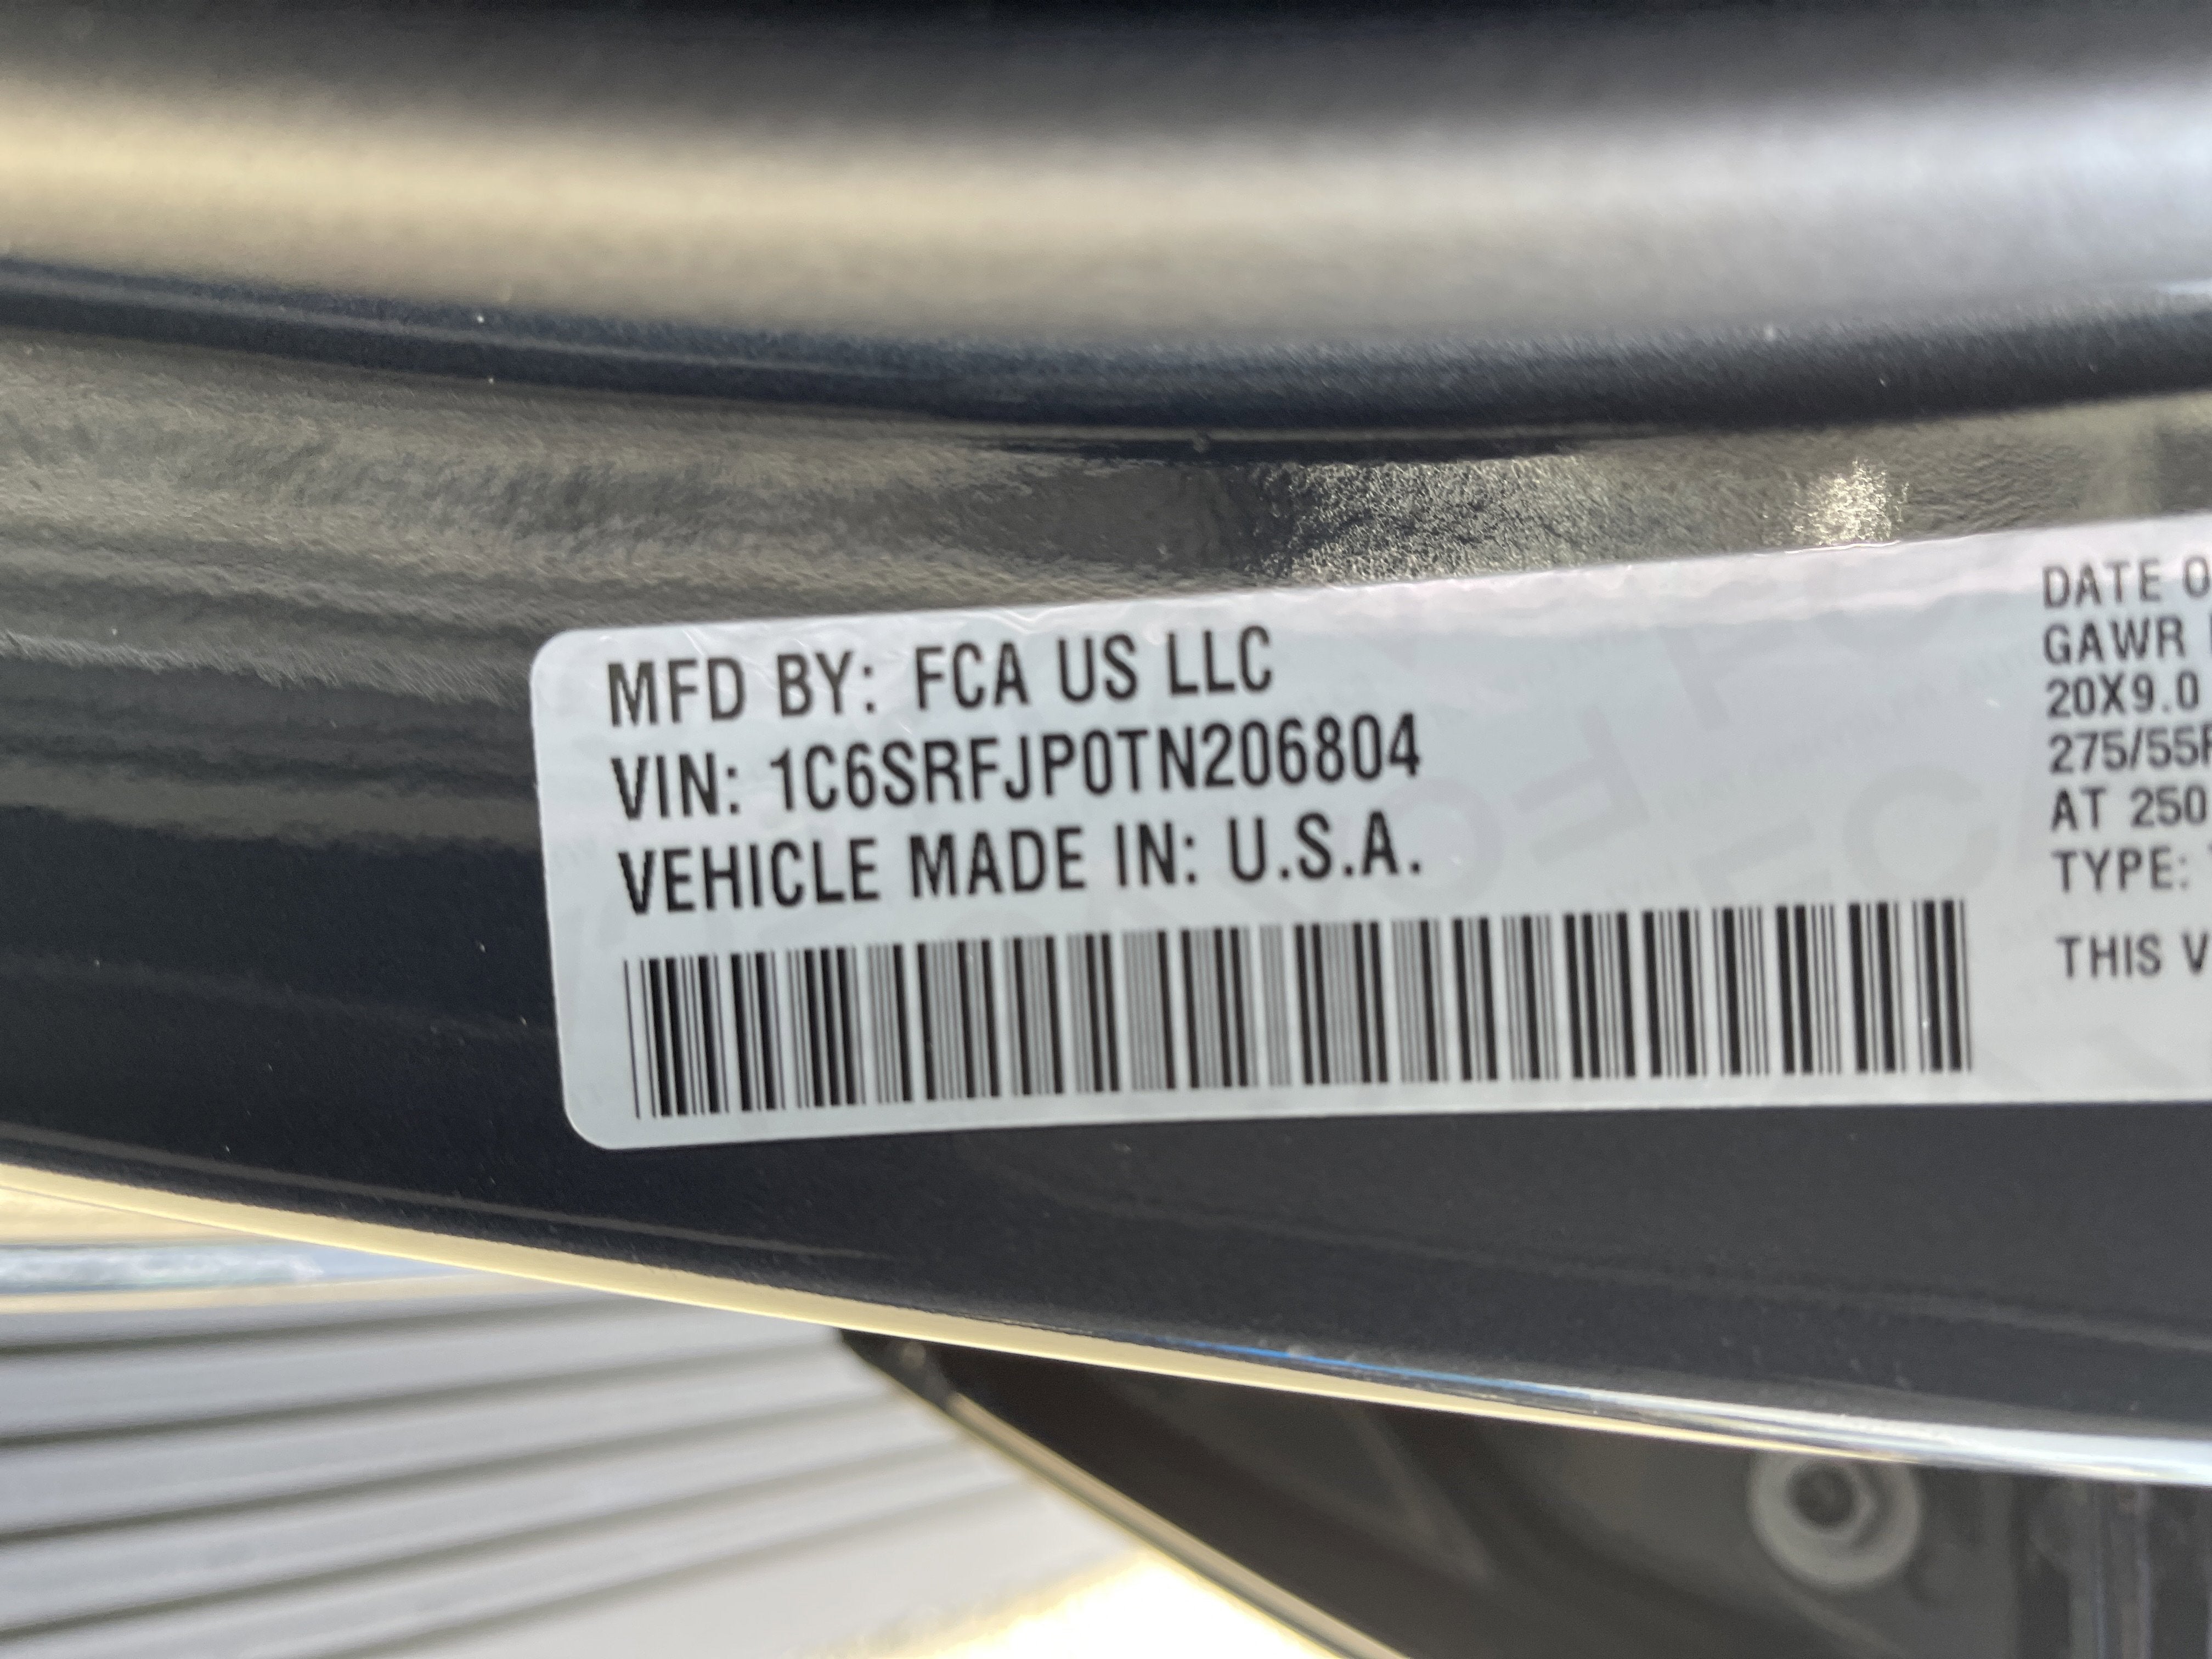 MFD BY: FCA US LLC
VIN: 1C6SRFJP0TN206804
VEHICLE MADE IN: U.S.A.
DATE O
GAWR
20X9.0
275/55R
AT 250
TYPE:
THIS V